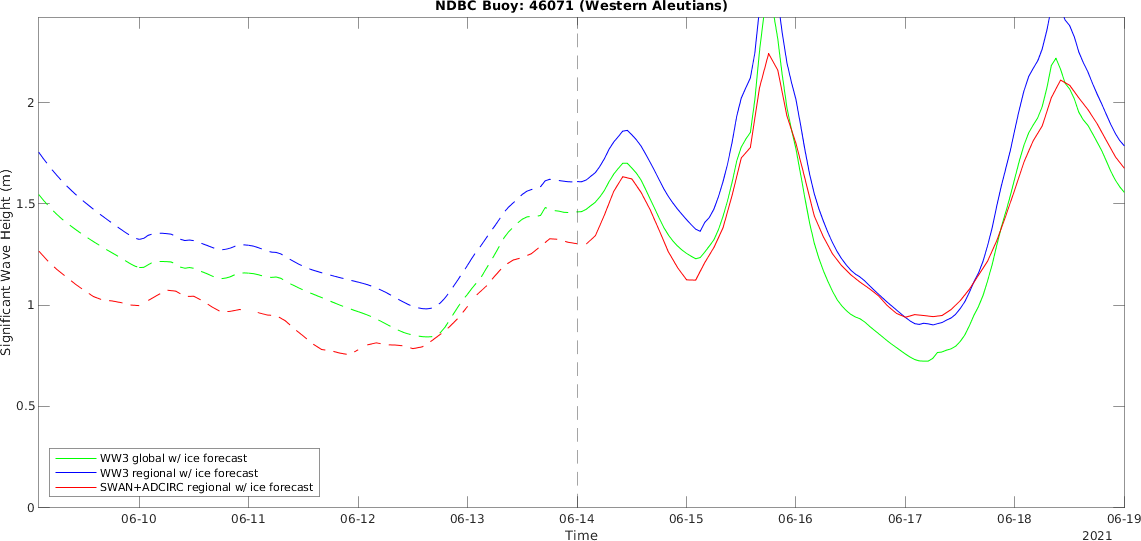 NDBC Buoy: 46071 (Western Aleutians)
2
1.5
1
0.5
0
Significant Wave Height (m)
WW3 global w/ ice forecast
WW3 regional w/ ice forecast
SWAN+ADCIRC regional w/ ice forecast
06-10 06-11 06-12 06-13 06-14 06-15 06-16 06-17 06-18 06-19
Time
2021